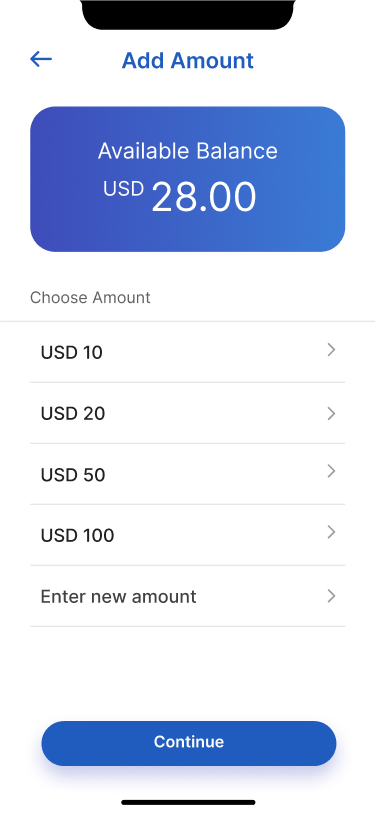 Add Amount
Available Balance
USD 28.00
Choose Amount
USD 10
USD 20
USD 50
USD 100
Enter new amount
Continue